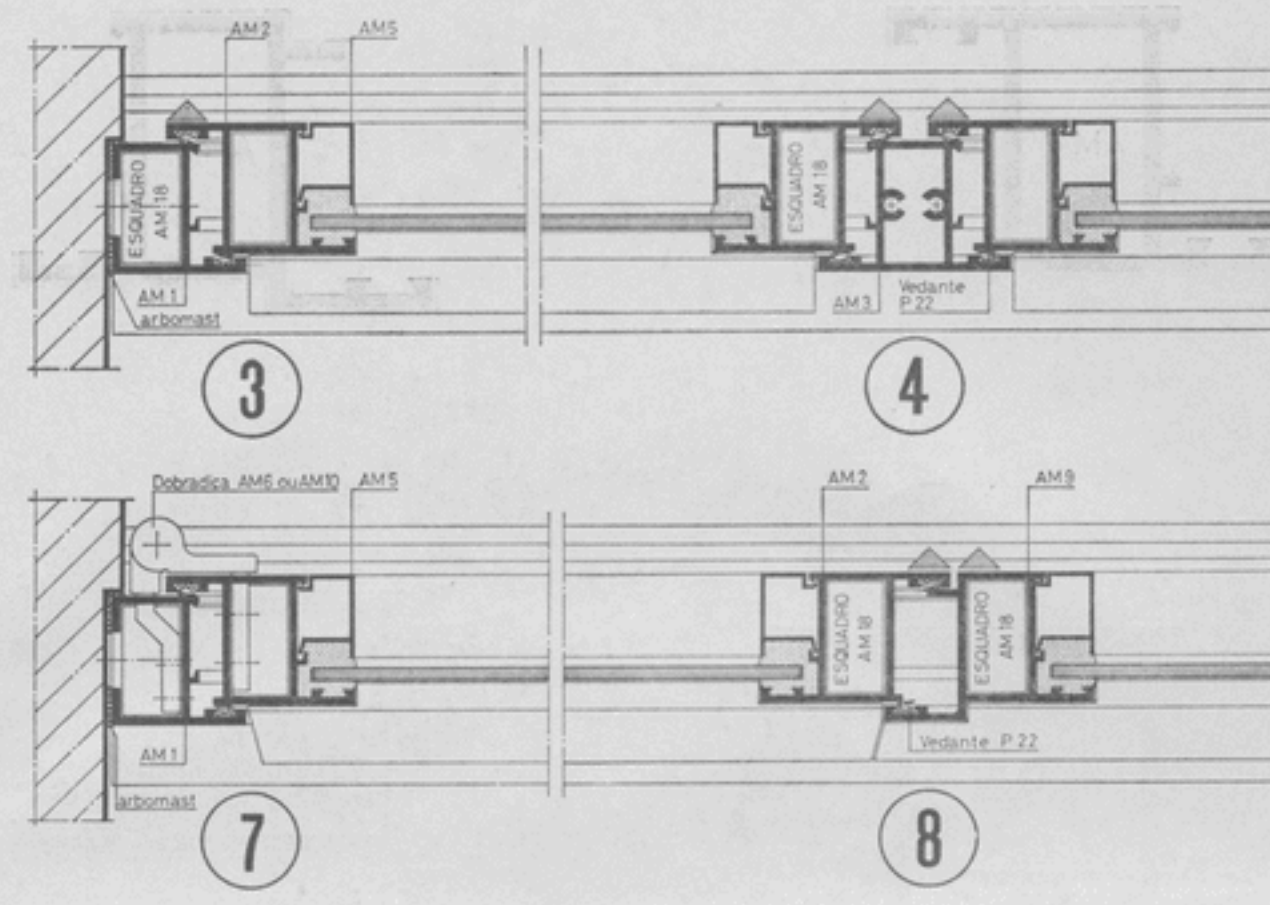 AM2
AM5
ESQUADRO
AM 18
ESQUADRO
AM 18
AM 1
arbomast
AM3
Vedante
P 22
3
4
Dobradiça AM6 ou AM10
AM5
AM2
AM9
ESQUADRO
AM 18
ESQUADRO
AM 18
AM 1
Vedante P 22
arbomast
7
8